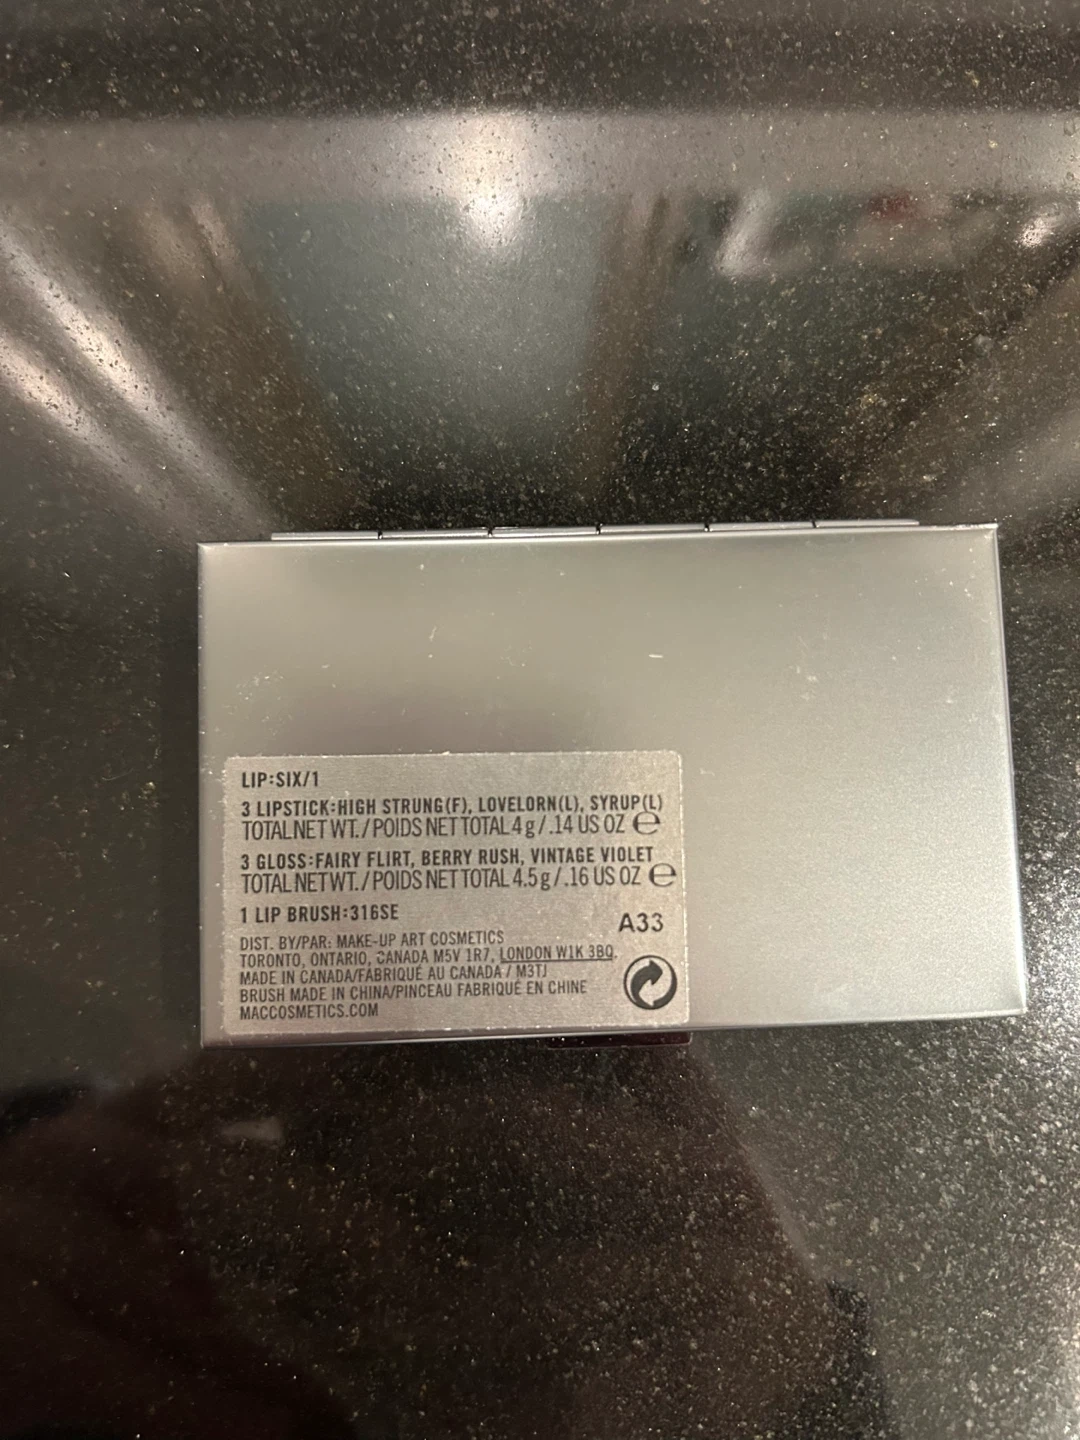 LIP:SIX/1
3 LIPSTICK:HIGH STRUNG(F), LOVELORN(L), SYRUP(L)
TOTAL NET WT. / POIDS NET TOTAL 4 g / .14 US OZ ℮
3 GLOSS:FAIRY FLIRT, BERRY RUSH, VINTAGE VIOLET
TOTAL NET WT. / POIDS NET TOTAL 4.5 g / .16 US OZ ℮
1 LIP BRUSH:316SE
A33
DIST. BY/PAR: MAKE-UP ART COSMETICS
TORONTO, ONTARIO, CANADA M5V 1R7, LONDON W1K 3BQ.
MADE IN CANADA/FABRIQUÉ AU CANADA / M3TJ
BRUSH MADE IN CHINA/PINCEAU FABRIQUÉ EN CHINE
MACCOSMETICS.COM